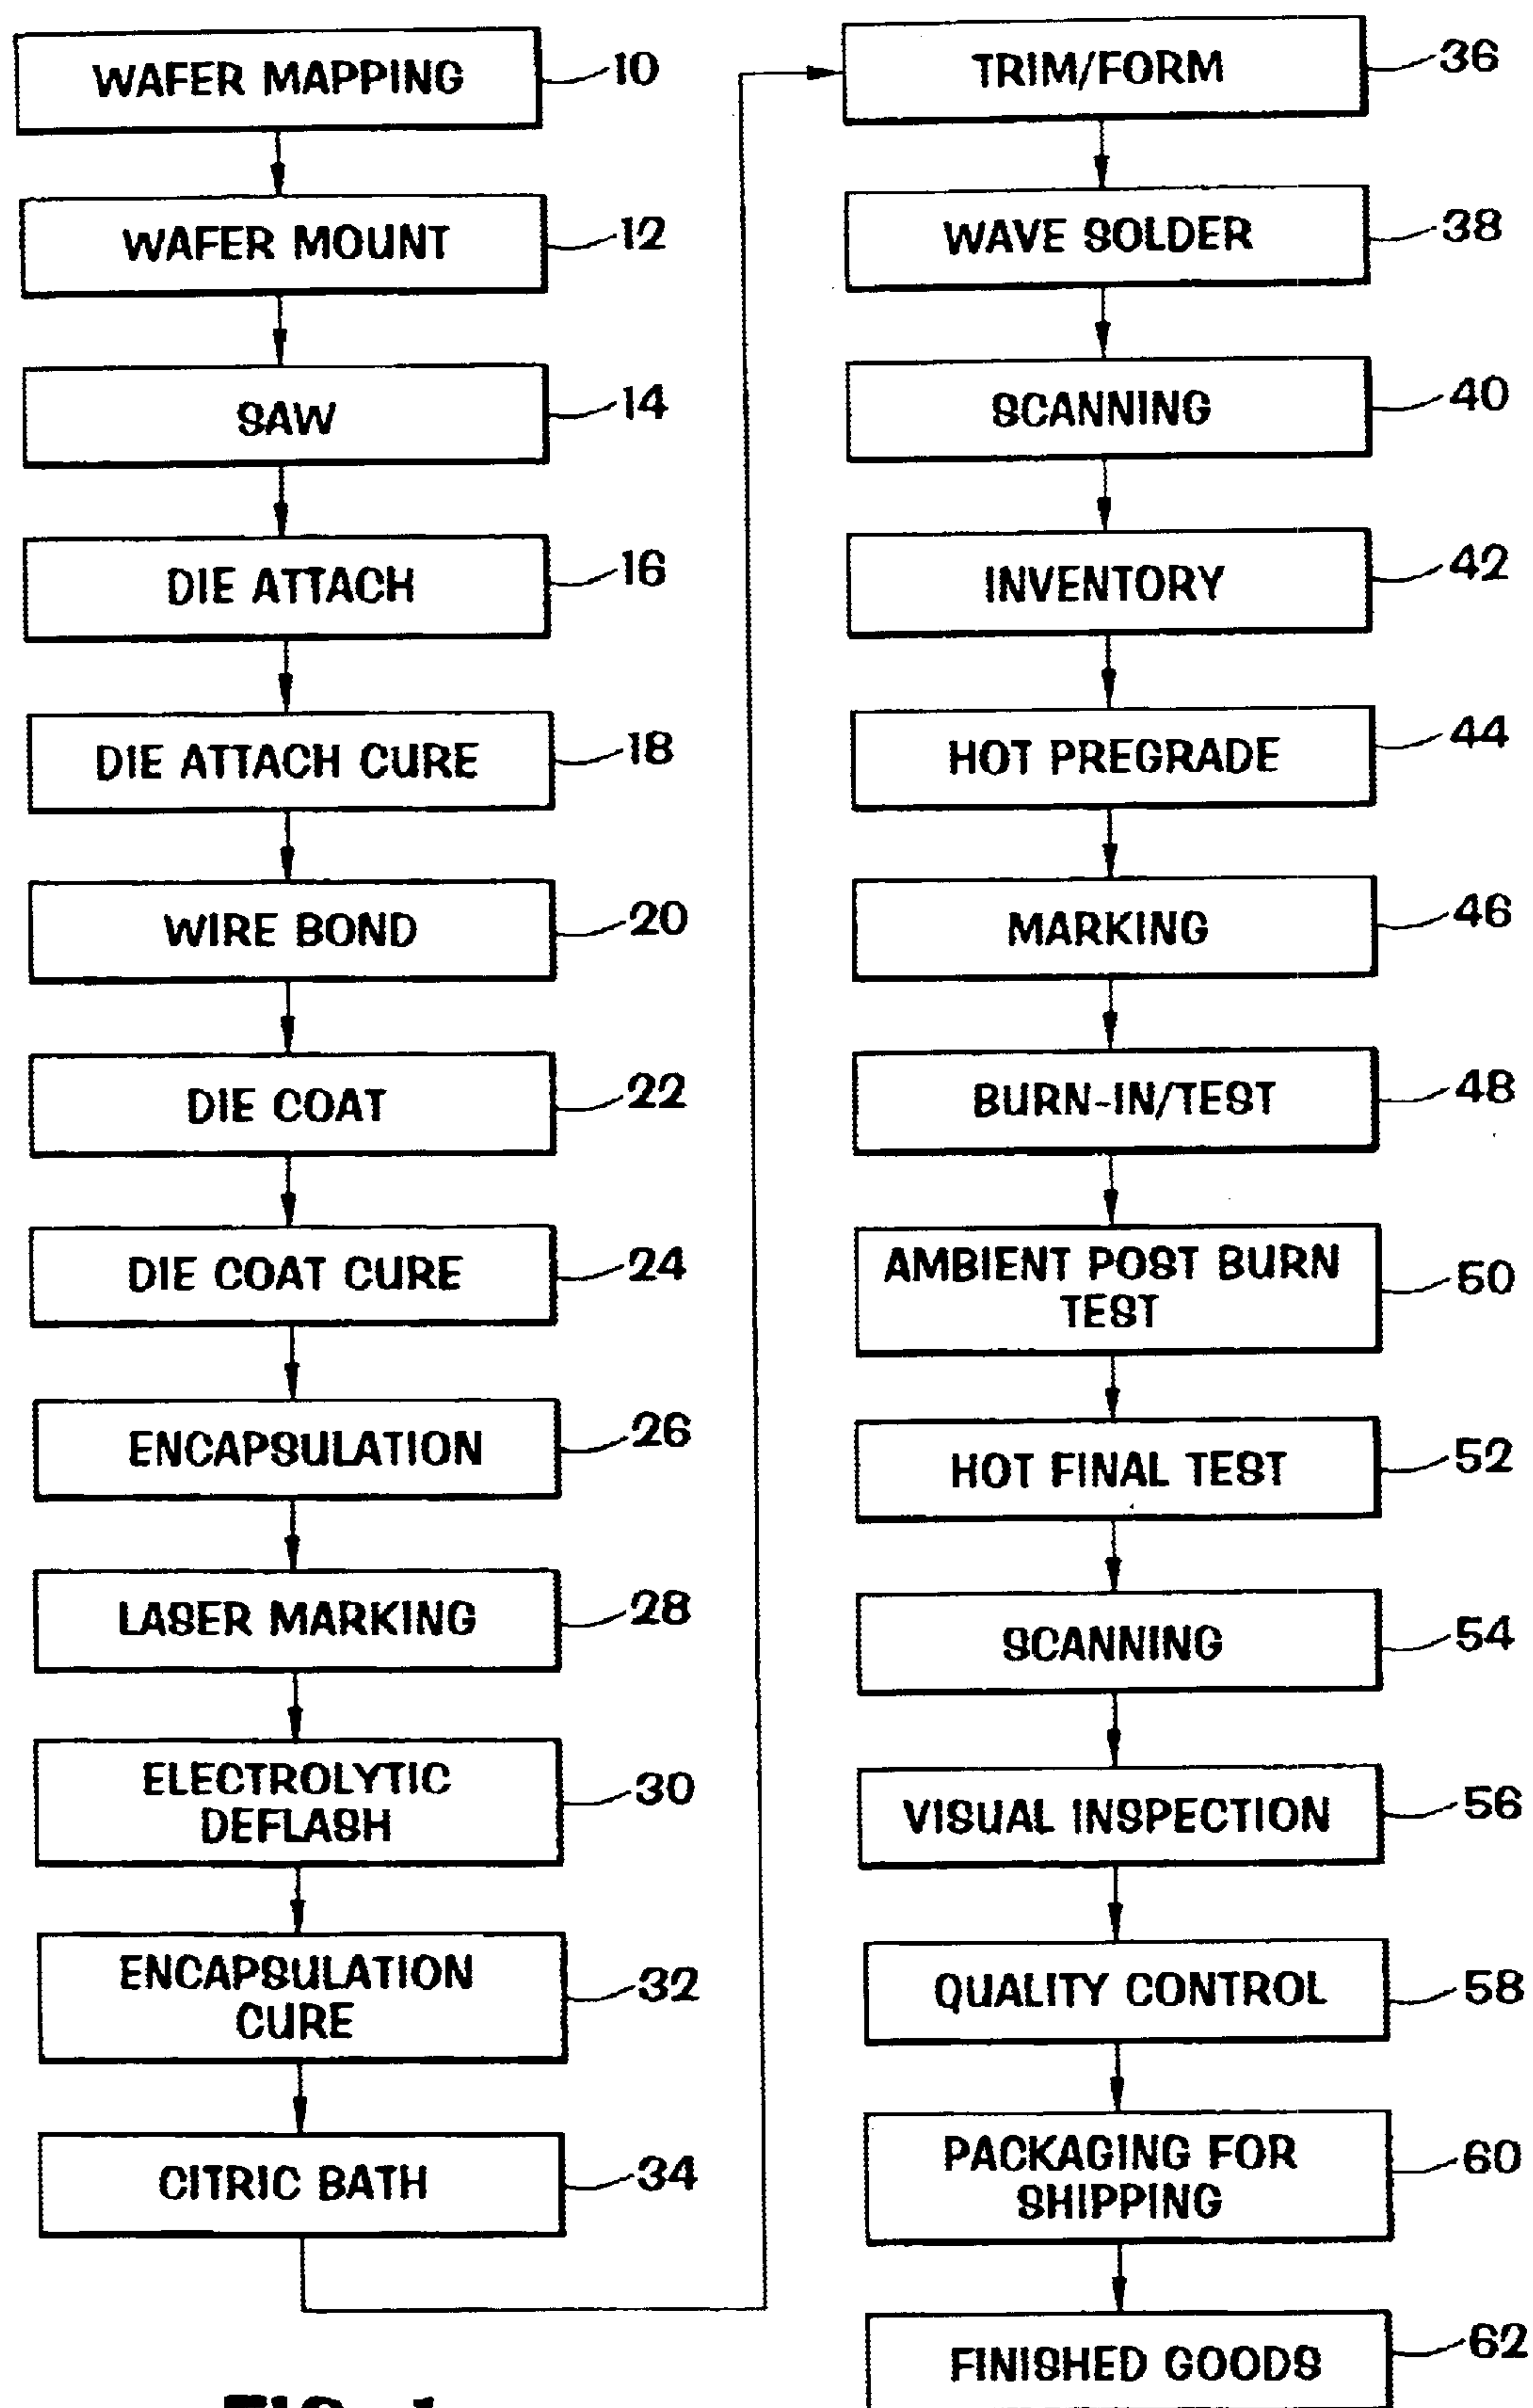 WAFER MAPPING
10
WAFER MOUNT
12
SAW
14
DIE ATTACH
16
DIE ATTACH CURE
18
WIRE BOND
20
DIE COAT
22
DIE COAT CURE
24
ENCAPSULATION
26
LASER MARKING
28
ELECTROLYTIC
DEFLASH
30
ENCAPSULATION
CURE
32
CITRIC BATH
34
TRIM/FORM
36
WAVE SOLDER
38
SCANNING
40
INVENTORY
42
HOT PREGRADE
44
MARKING
46
BURN-IN/TEST
48
AMBIENT POST BURN
TEST
50
HOT FINAL TEST
52
SCANNING
54
VISUAL INSPECTION
56
QUALITY CONTROL
58
PACKAGING FOR
SHIPPING
60
FINISHED GOODS
62